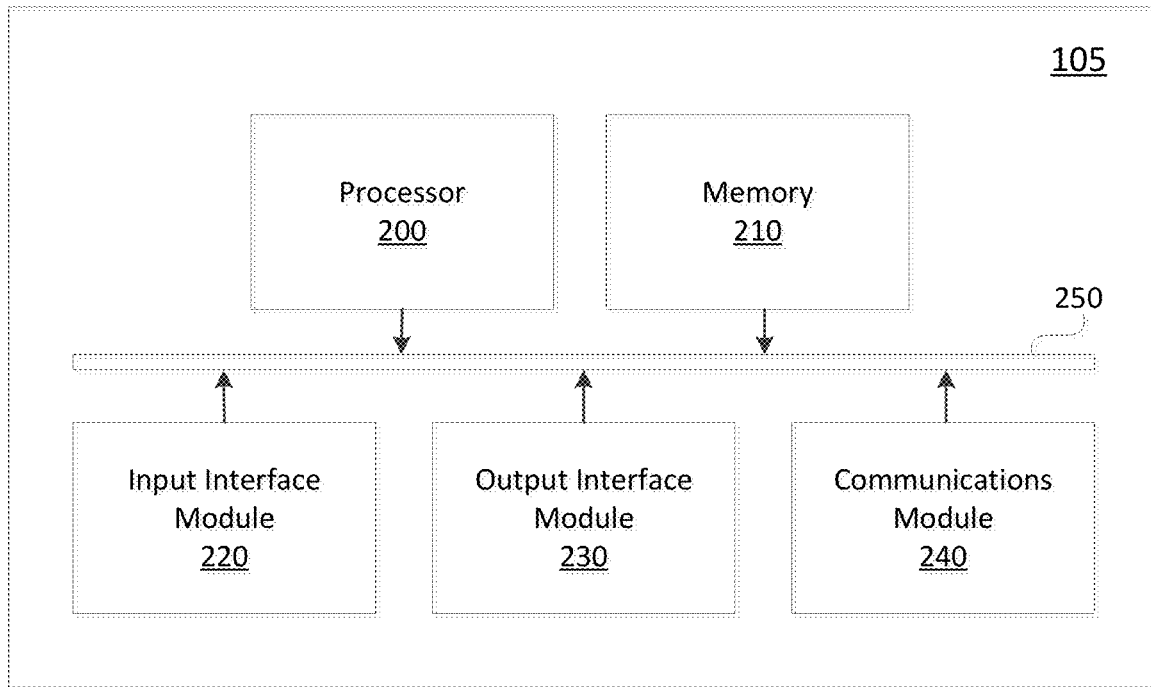 105
Processor
200
Memory
210
250
Input Interface
Module
220
Output Interface
Module
230
Communications
Module
240